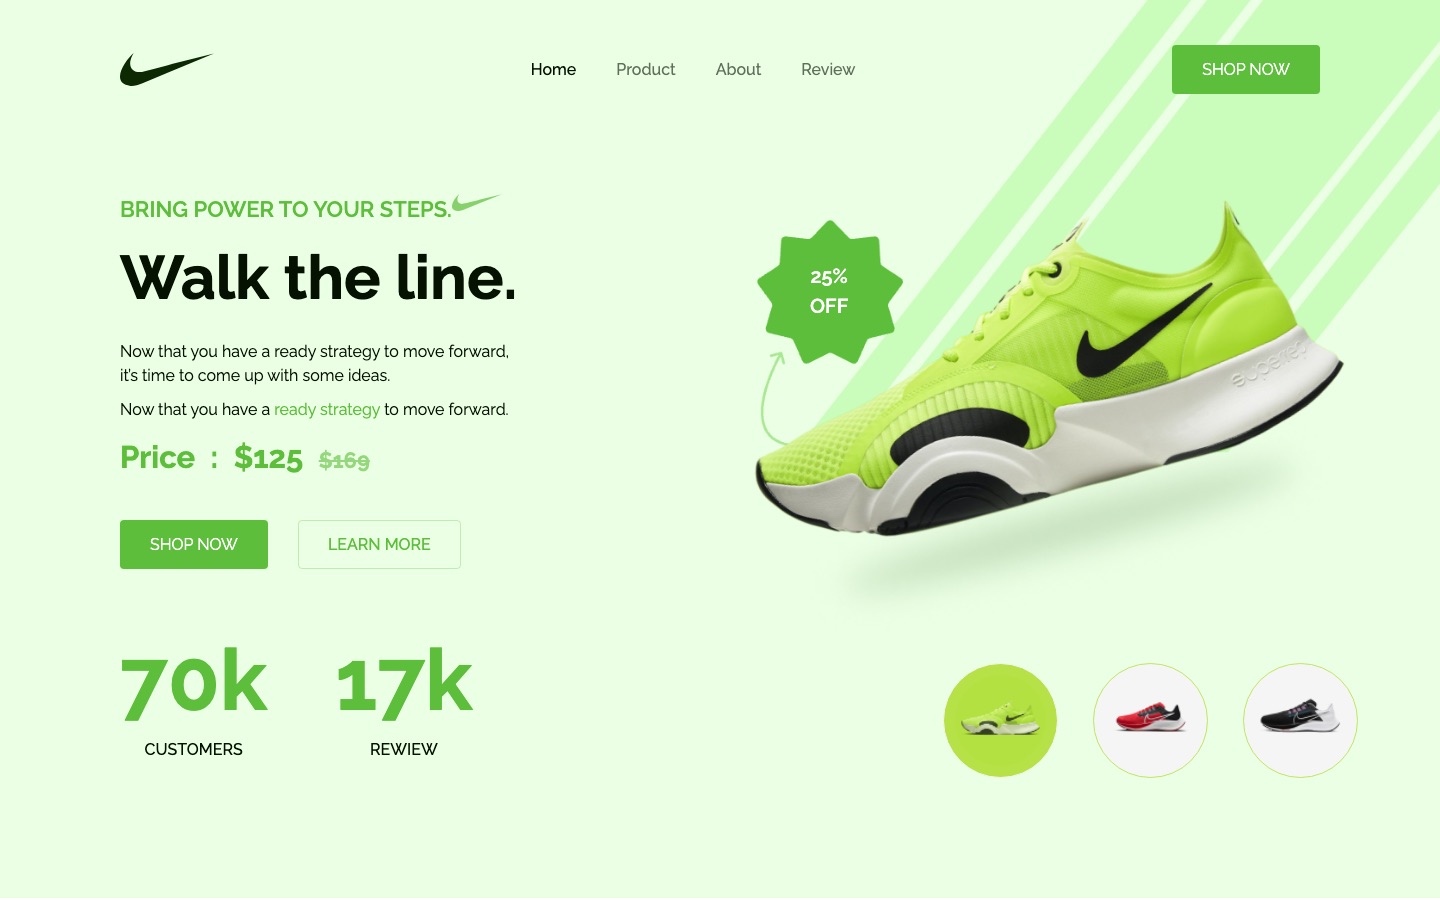 Home
Product
About
Review
SHOP NOW
BRING POWER TO YOUR STEPS.
Walk the line.
Now that you have a ready strategy to move forward,
it's time to come up with some ideas.
Now that you have a ready strategy to move forward.
Price : $125 $169
SHOP NOW
LEARN MORE
25%
OFF
superrep
70k
CUSTOMERS
17k
REWIEW